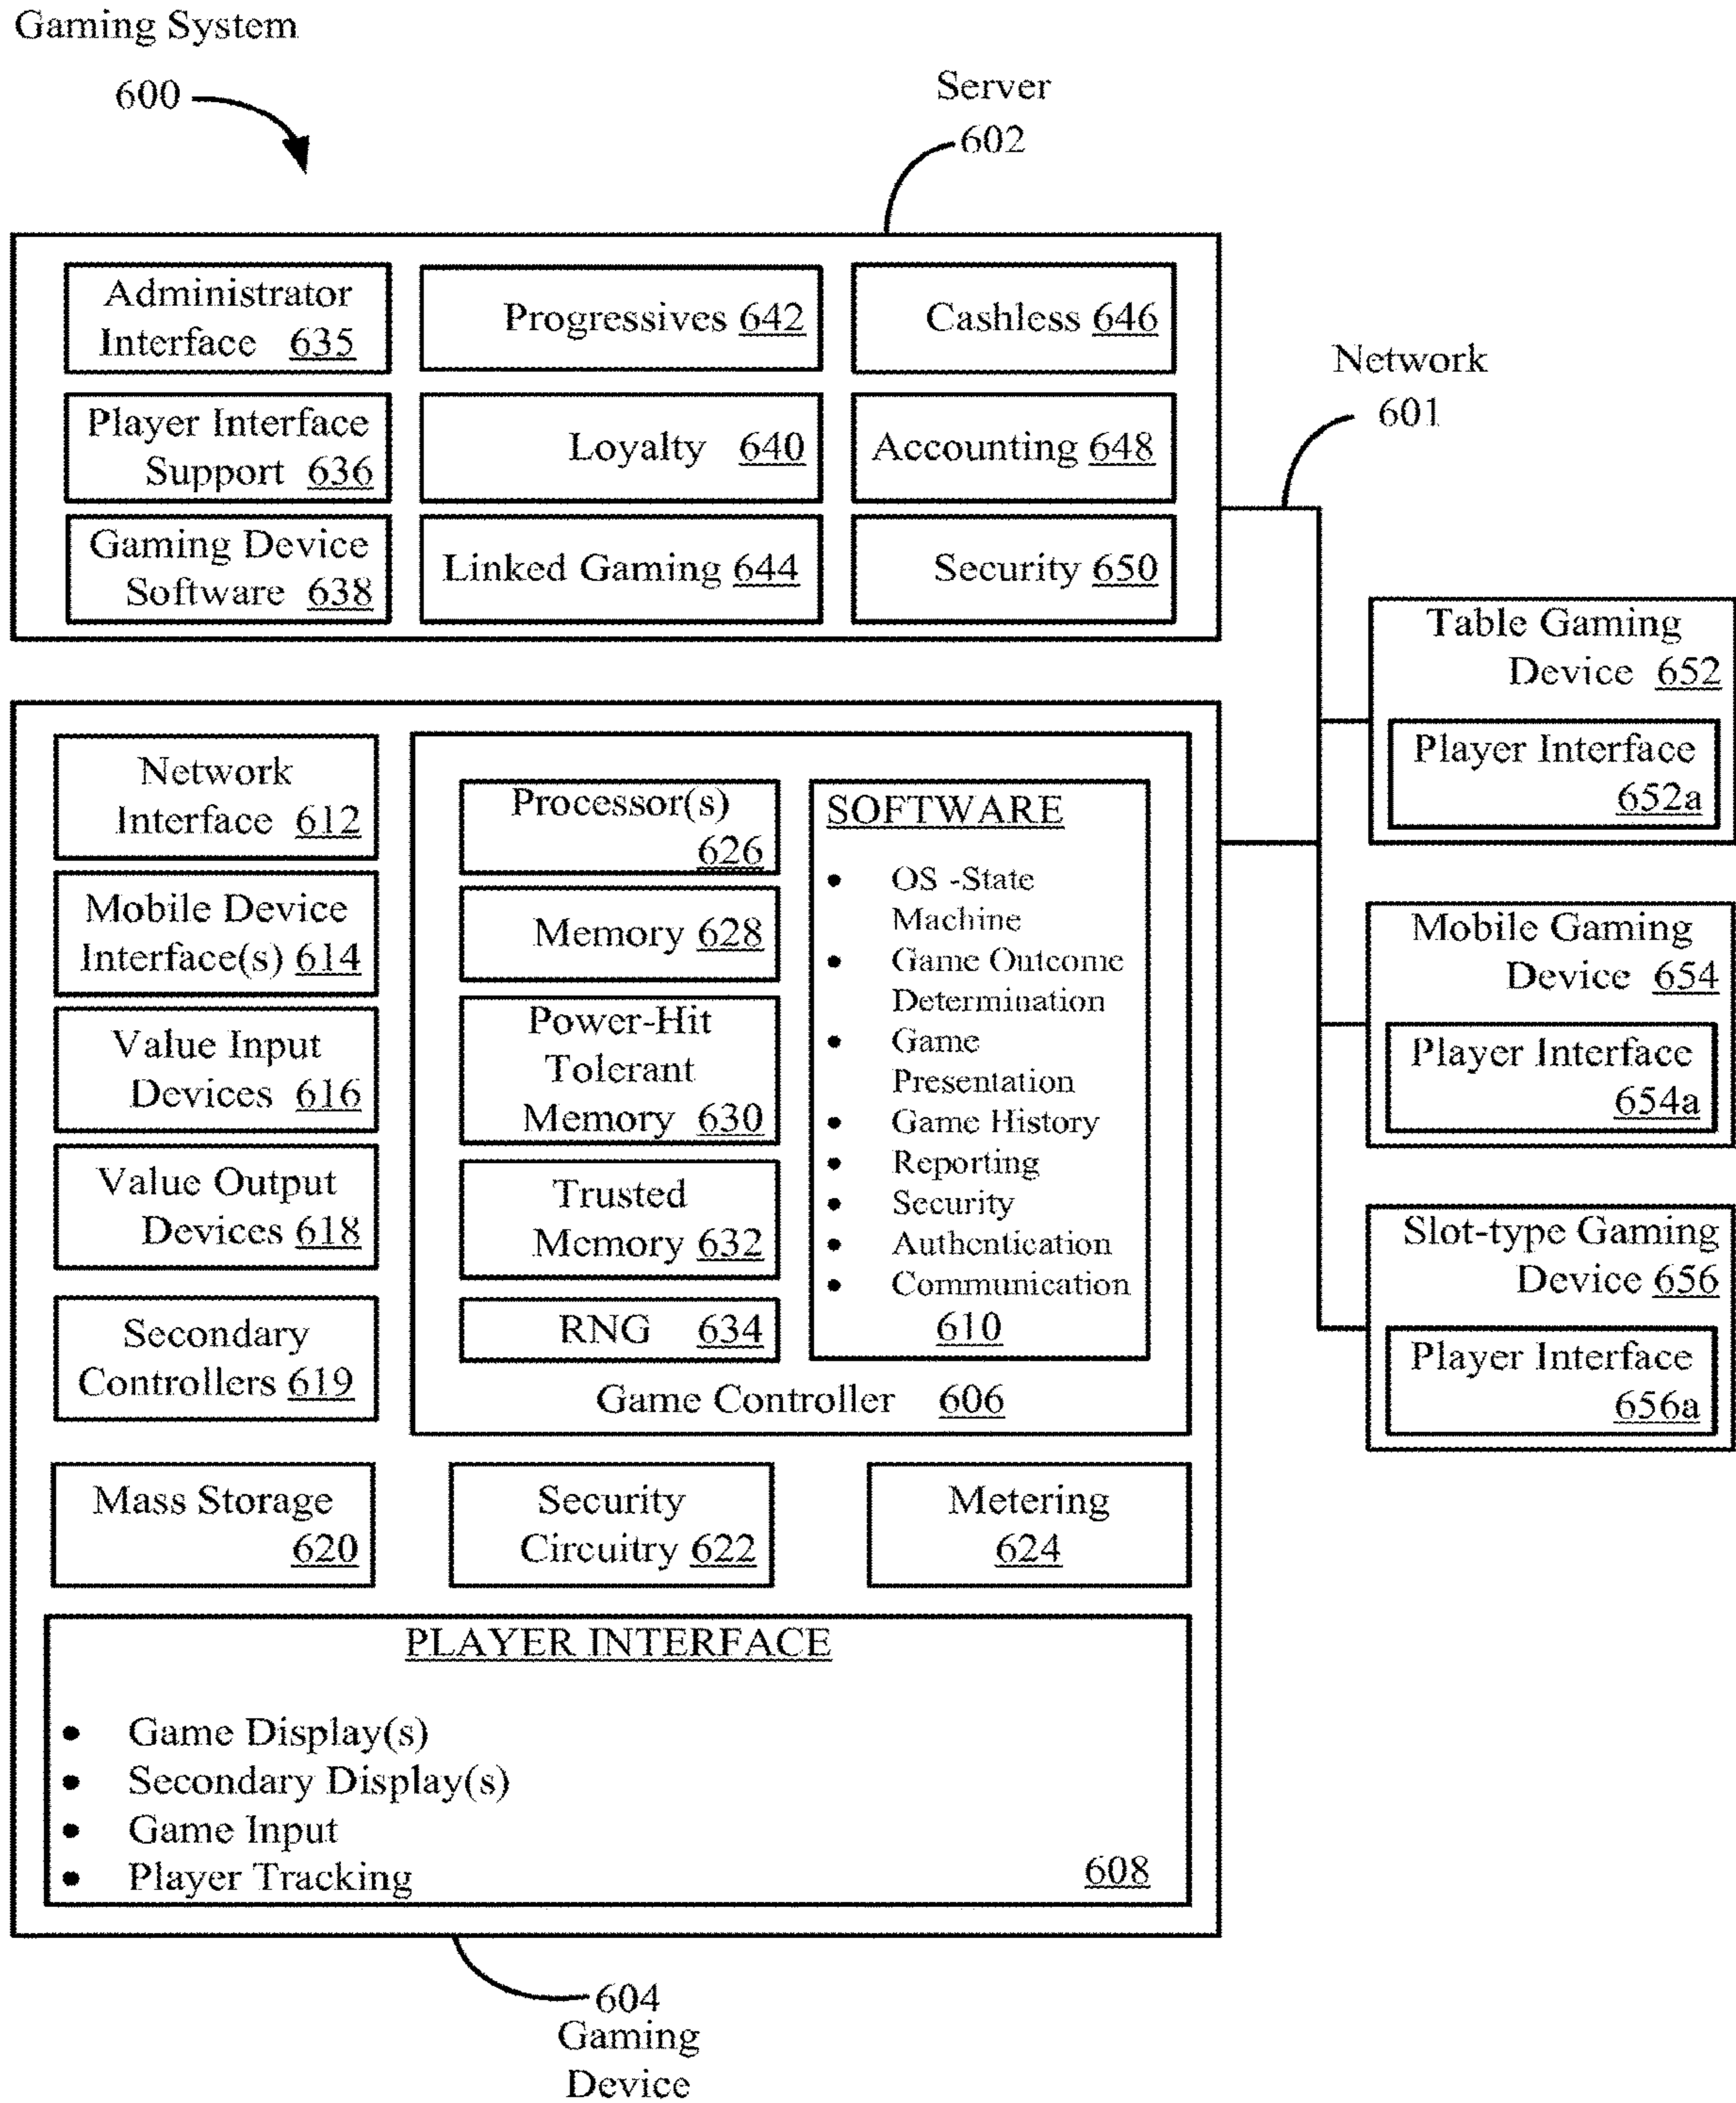 Gaming System
600
Server
602
Administrator
Interface 635
Progressives 642
Cashless 646
Player Interface
Support 636
Loyalty 640
Accounting 648
Gaming Device
Software 638
Linked Gaming 644
Security 650
Network
601
Table Gaming
Device 652
Player Interface
652a
Mobile Gaming
Device 654
Player Interface
654a
Slot-type Gaming
Device 656
Player Interface
656a
Network
Interface 612
Mobile Device
Interface(s) 614
Value Input
Devices 616
Value Output
Devices 618
Secondary
Controllers 619
Processor(s)
626
Memory 628
Power-Hit
Tolerant
Memory 630
Trusted
Memory 632
RNG 634
SOFTWARE
• OS -State
Machine
• Game Outcome
Determination
• Game
Presentation
• Game History
• Reporting
• Security
• Authentication
• Communication
610
Game Controller 606
Mass Storage
620
Security
Circuitry 622
Metering
624
PLAYER INTERFACE
• Game Display(s)
• Secondary Display(s)
• Game Input
• Player Tracking
608
604
Gaming
Device